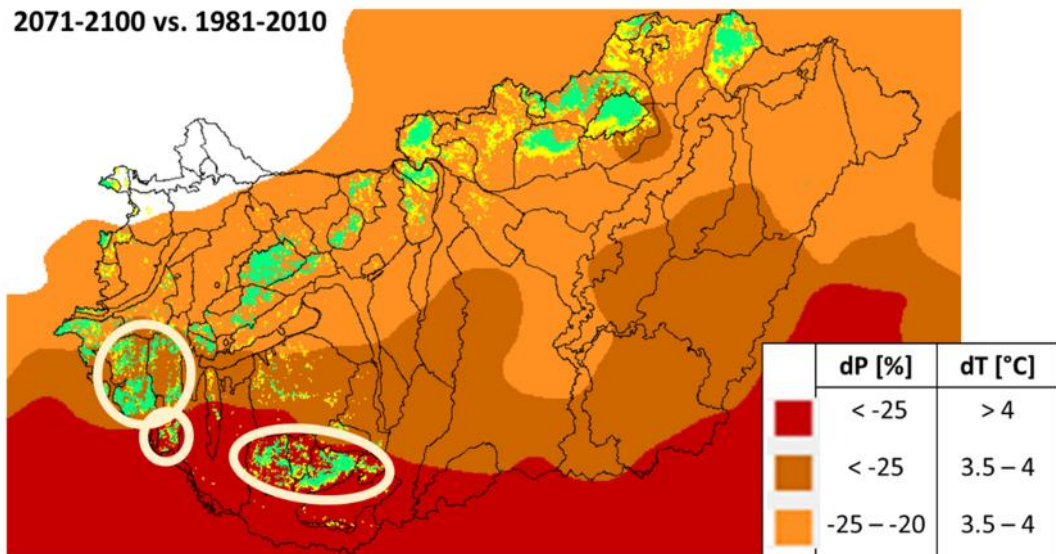 2071-2100 vs. 1981-2010
dP [%] dT [°C]
< -25 > 4
< -25 3.5 – 4
-25 – -20 3.5 – 4